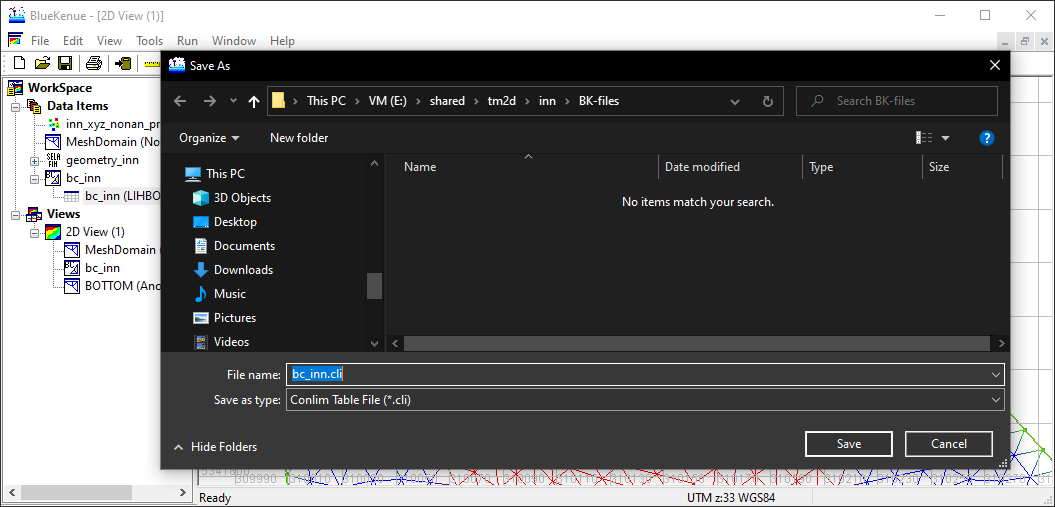 BlueKenue - [2D View (1)]
File Edit View Tools Run Window Help
WorkSpace
Data Items
inn_xyz_nonan_pr
MeshDomain (No
geometry_inn
bc_inn
bc_inn (LIHBO
Views
2D View (1)
MeshDomain (
bc_inn
BOTTOM (Anc
Save As
This PC > VM (E:) > shared > tm2d > inn > BK-files
Search BK-files
Organize New folder
This PC
3D Objects
Desktop
Documents
Downloads
Music
Pictures
Videos
Name Date modified Type Size
No items match your search.
File name: bc_inn.cli
Save as type: Conlim Table File (*.cli)
Hide Folders Save Cancel
309990
Ready UTM z:33 WGS84